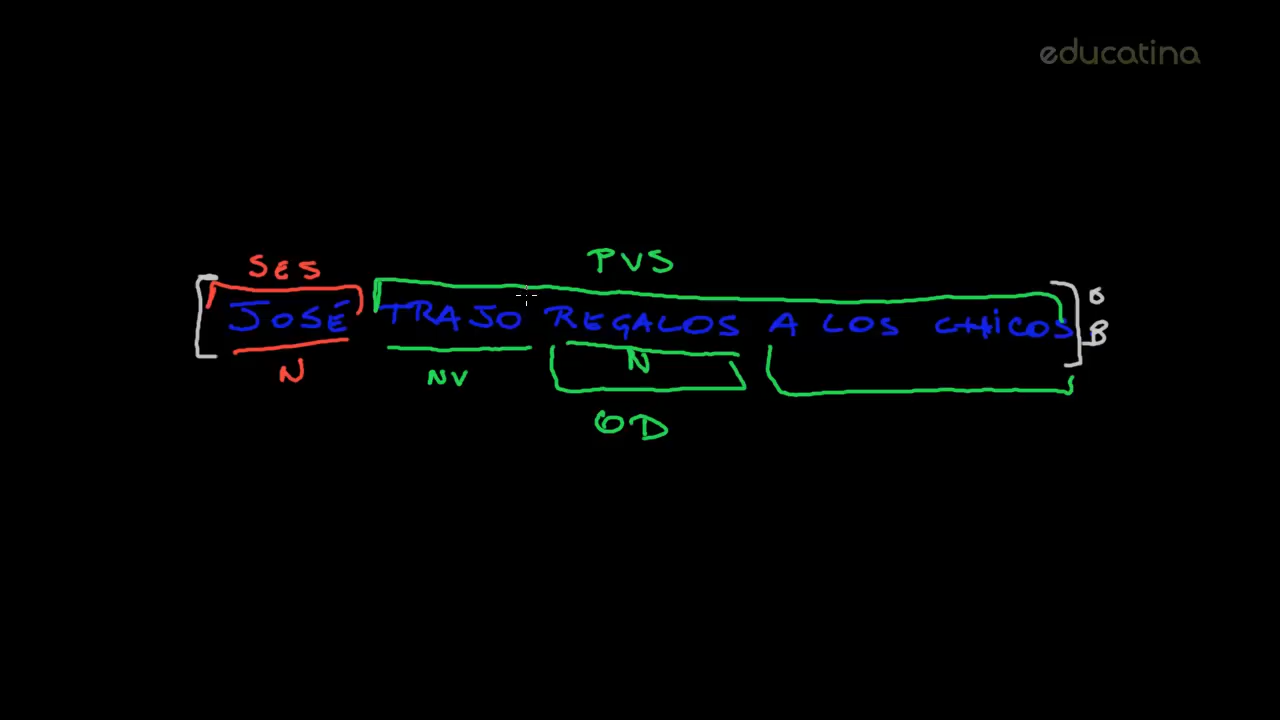 educatina
SES PVS
JOSÉ TRAJO REGALOS A LOS CHICOS O
B
N NV N
OD